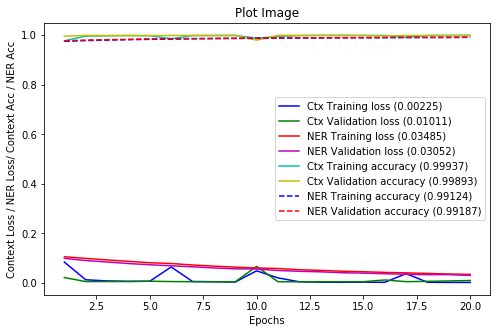 Plot Image
Context Loss / NER Loss/ Context Acc / NER Acc
1.0
0.8
0.6
0.4
0.2
0.0
Ctx Training loss (0.00225)
Ctx Validation loss (0.01011)
NER Training loss (0.03485)
NER Validation loss (0.03052)
Ctx Training accuracy (0.99937)
Ctx Validation accuracy (0.99893)
NER Training accuracy (0.99124)
NER Validation accuracy (0.99187)
2.5 5.0 7.5 10.0 12.5 15.0 17.5 20.0
Epochs